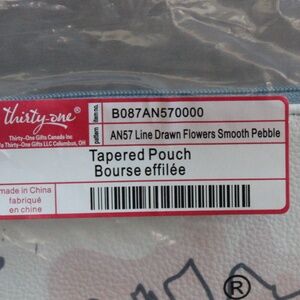 thirty-one®
Thirty-One Gifts Canada Inc
Thirty-One Gifts LLC Columbus, OH
item no.
B087AN570000
pattern
AN57 Line Drawn Flowers Smooth Pebble
Tapered Pouch
Bourse effilée
Made in China
fabriqué
en chine
®